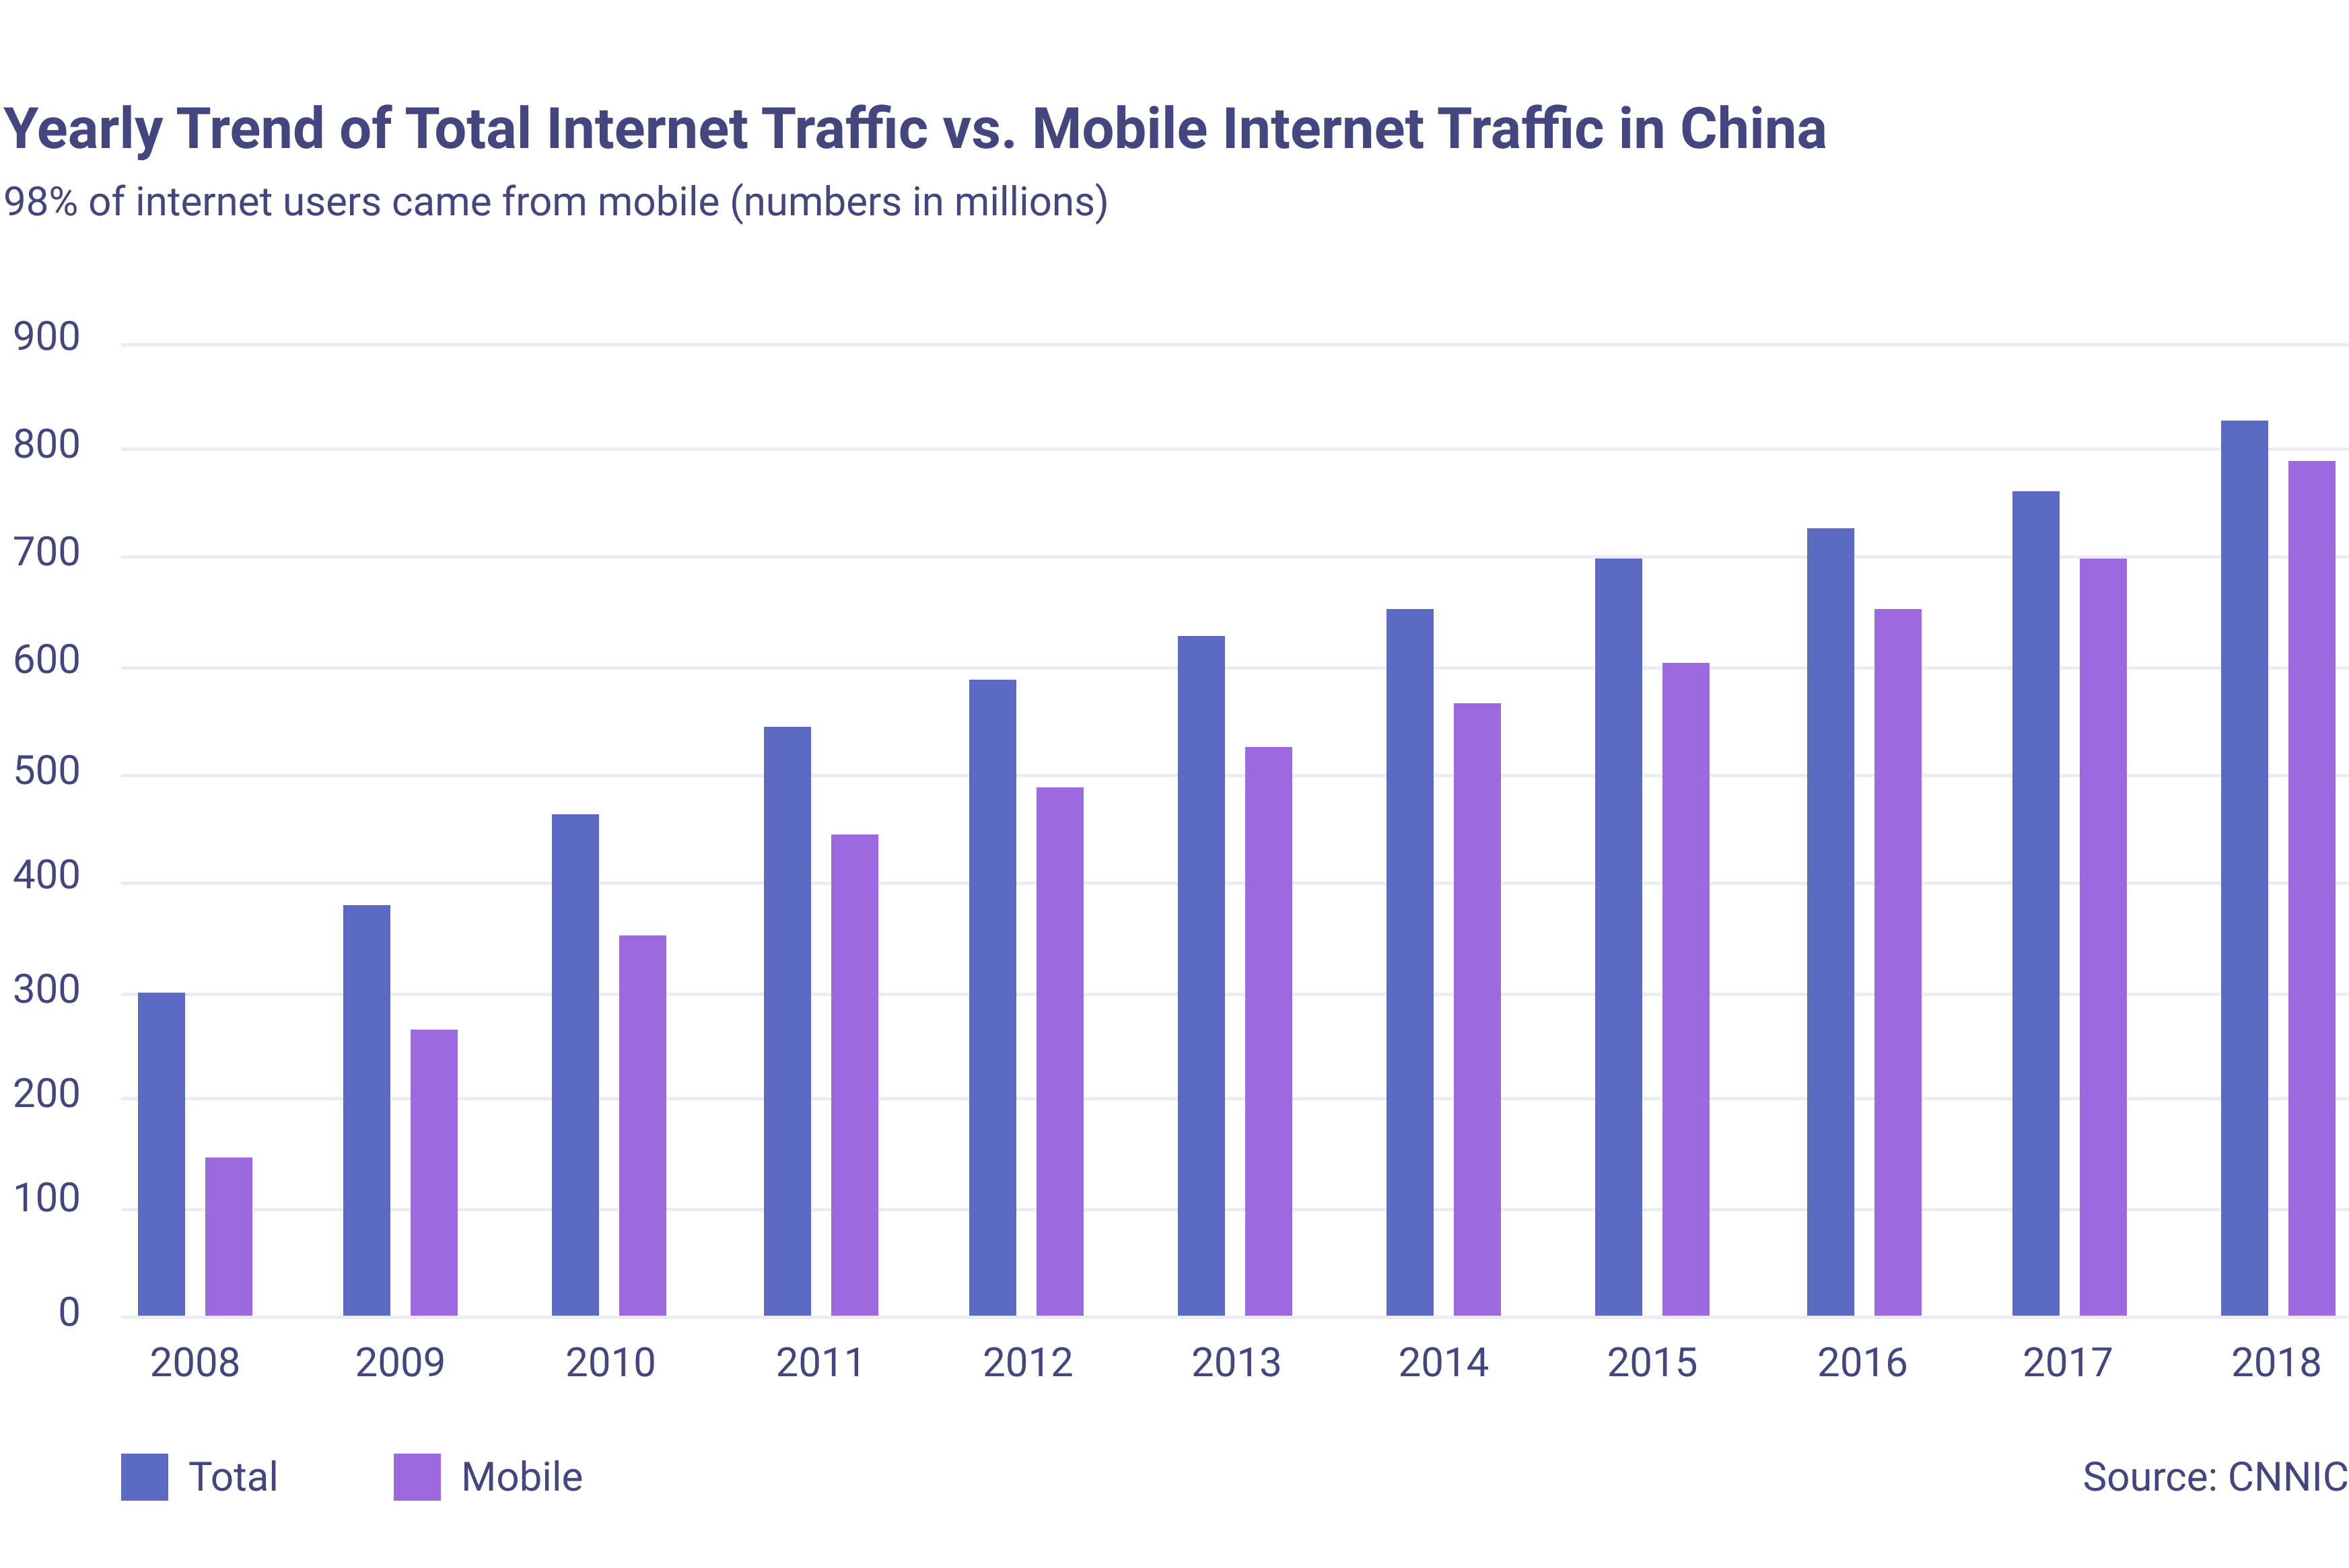 Yearly Trend of Total Internet Traffic vs. Mobile Internet Traffic in China
98% of internet users came from mobile (numbers in millions)
900
800
700
600
500
400
300
200
100
0
2008 2009 2010 2011 2012 2013 2014 2015 2016 2017 2018
Total Mobile Source: CNNIC